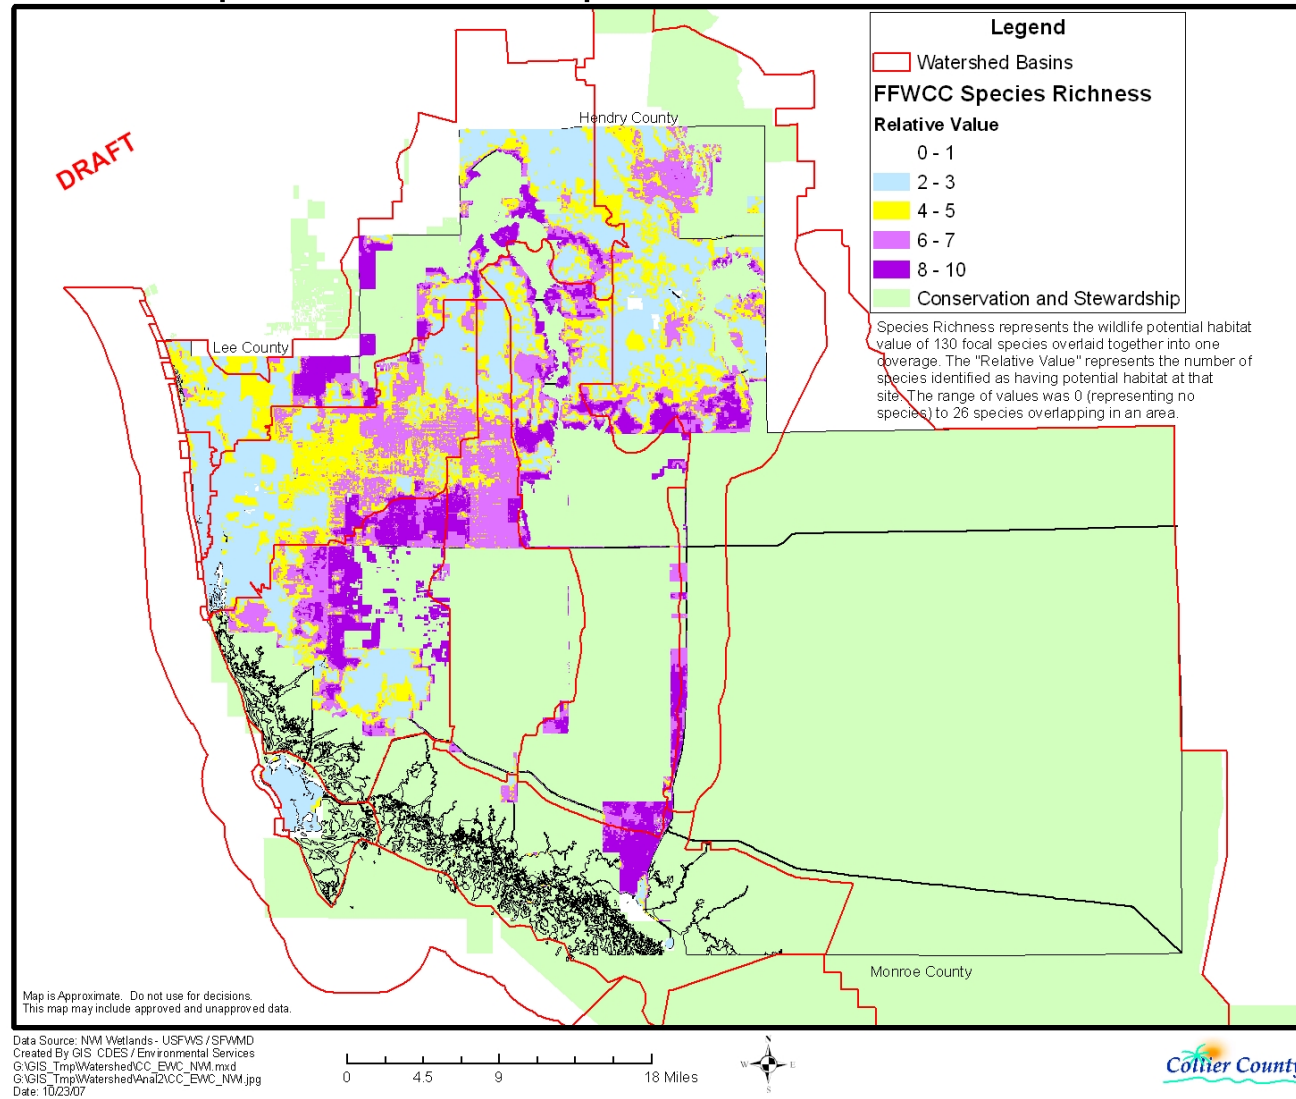 Legend
Watershed Basins
FFWCC Species Richness
Relative Value
0 - 1
2 - 3
4 - 5
6 - 7
8 - 10
Conservation and Stewardship
Species Richness represents the wildlife potential habitat
value of 130 focal species overlaid together into one
coverage. The "Relative Value" represents the number of
species identified as having potential habitat at that
site. The range of values was 0 (representing no
species) to 26 species overlapping in an area.
DRAFT
Hendry County
Lee County
Monroe County
Map is Approximate. Do not use for decisions.
This map may include approved and unapproved data.
Data Source: NWI Wetlands - USFWS / SFWMD
Created By GIS CDES / Environmental Services
G:\GIS_Tmp\Watershed\CC_EWC_NWI.mxd
G:\GIS_Tmp\Watershed\Anal2\CC_EWC_NWI.jpg
Date: 10/23/07
0 4.5 9 18 Miles
N
W E
S
Collier County